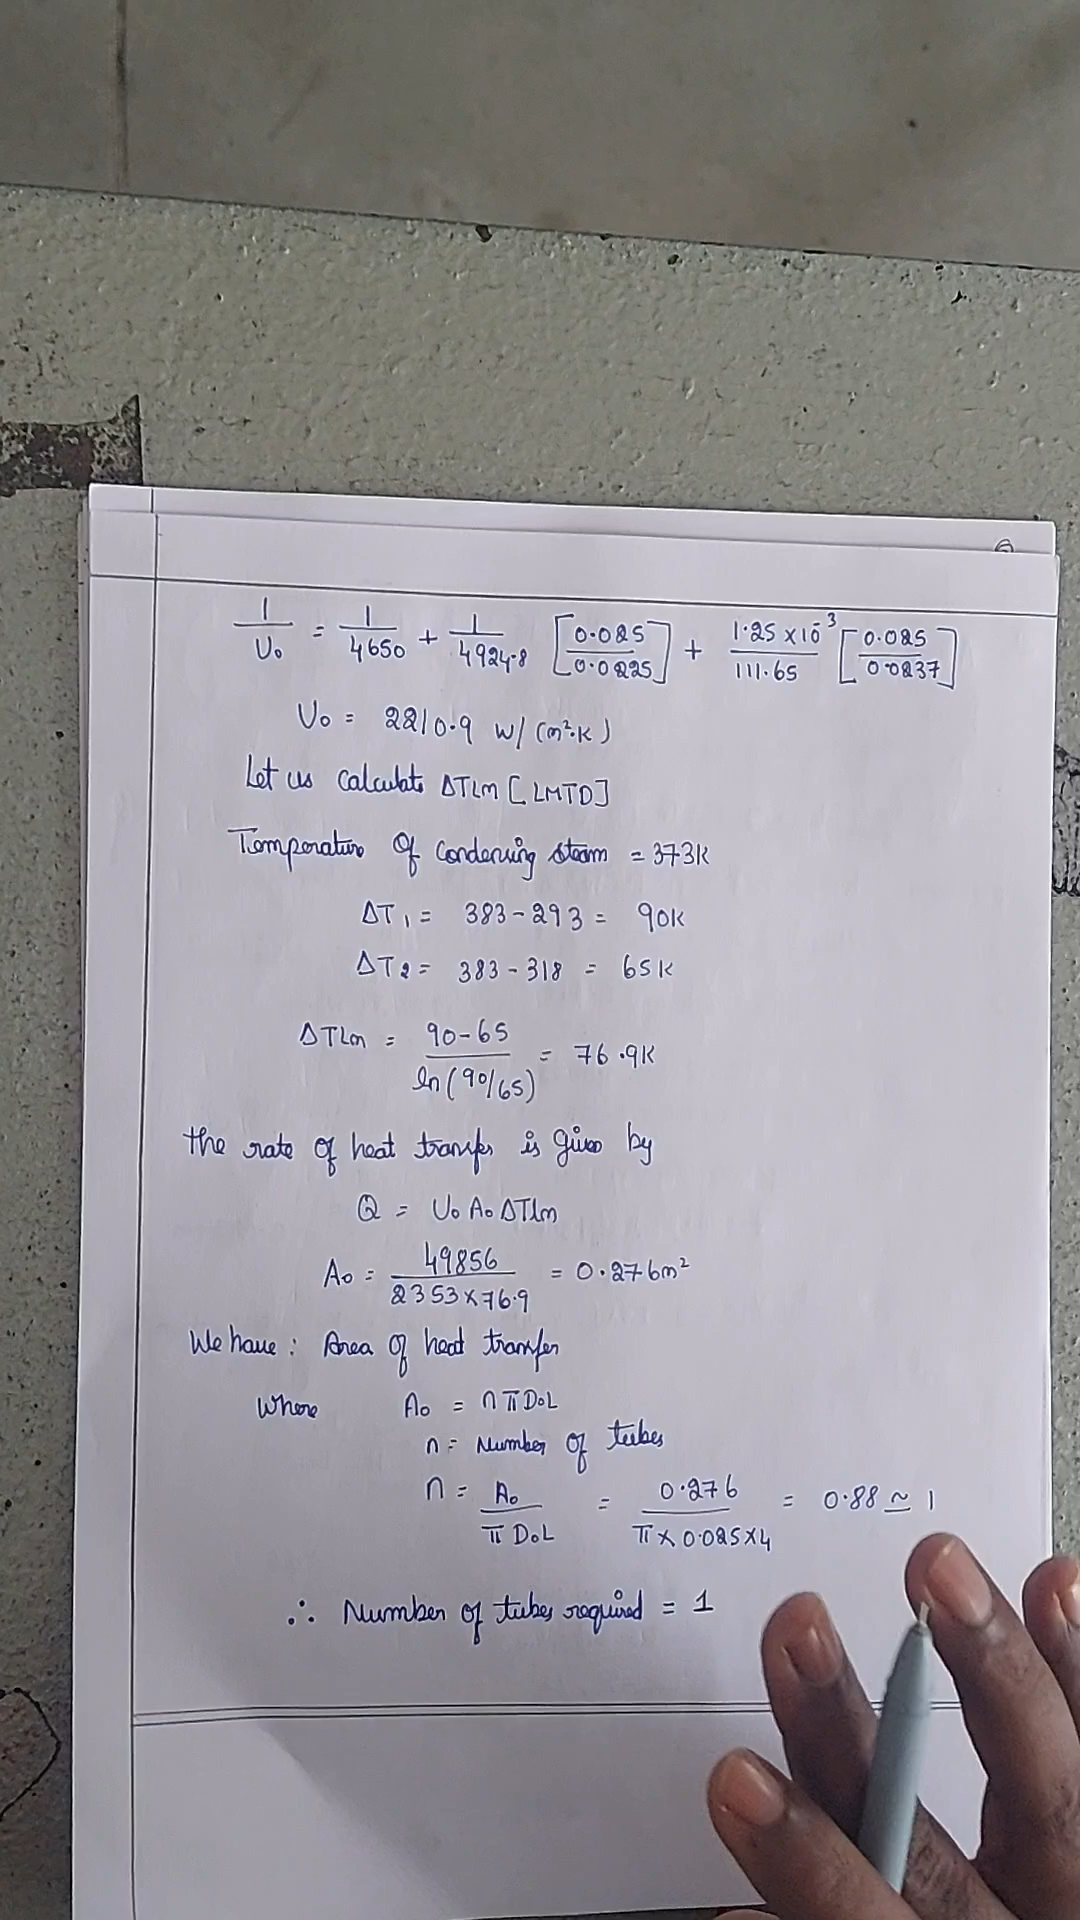 1/U₀ = 1/4650 + 1/4924.8 [0.025/0.0225] + 1.25 × 10⁻³/111.65 [0.025/0.0237]
U₀ = 2210.9 W/(m²·K)
Let us calculate ΔTLm [LMTD]
Temperature of Condensing steam = 373K
ΔT₁ = 383 - 293 = 90K
ΔT₂ = 383 - 318 = 65K
ΔTLm = 90-65/ln(90/65) = 76.9K
the rate of heat transfer is given by
Q = U₀ A₀ ΔTlm
A₀ = 49856/2353×76.9 = 0.276m²
We have: Area of heat transfer
Where A₀ = nπD₀L
n = Number of tubes
n = A₀/πD₀L = 0.276/π×0.025×4 = 0.88 ≃ 1
∴ Number of tubes required = 1